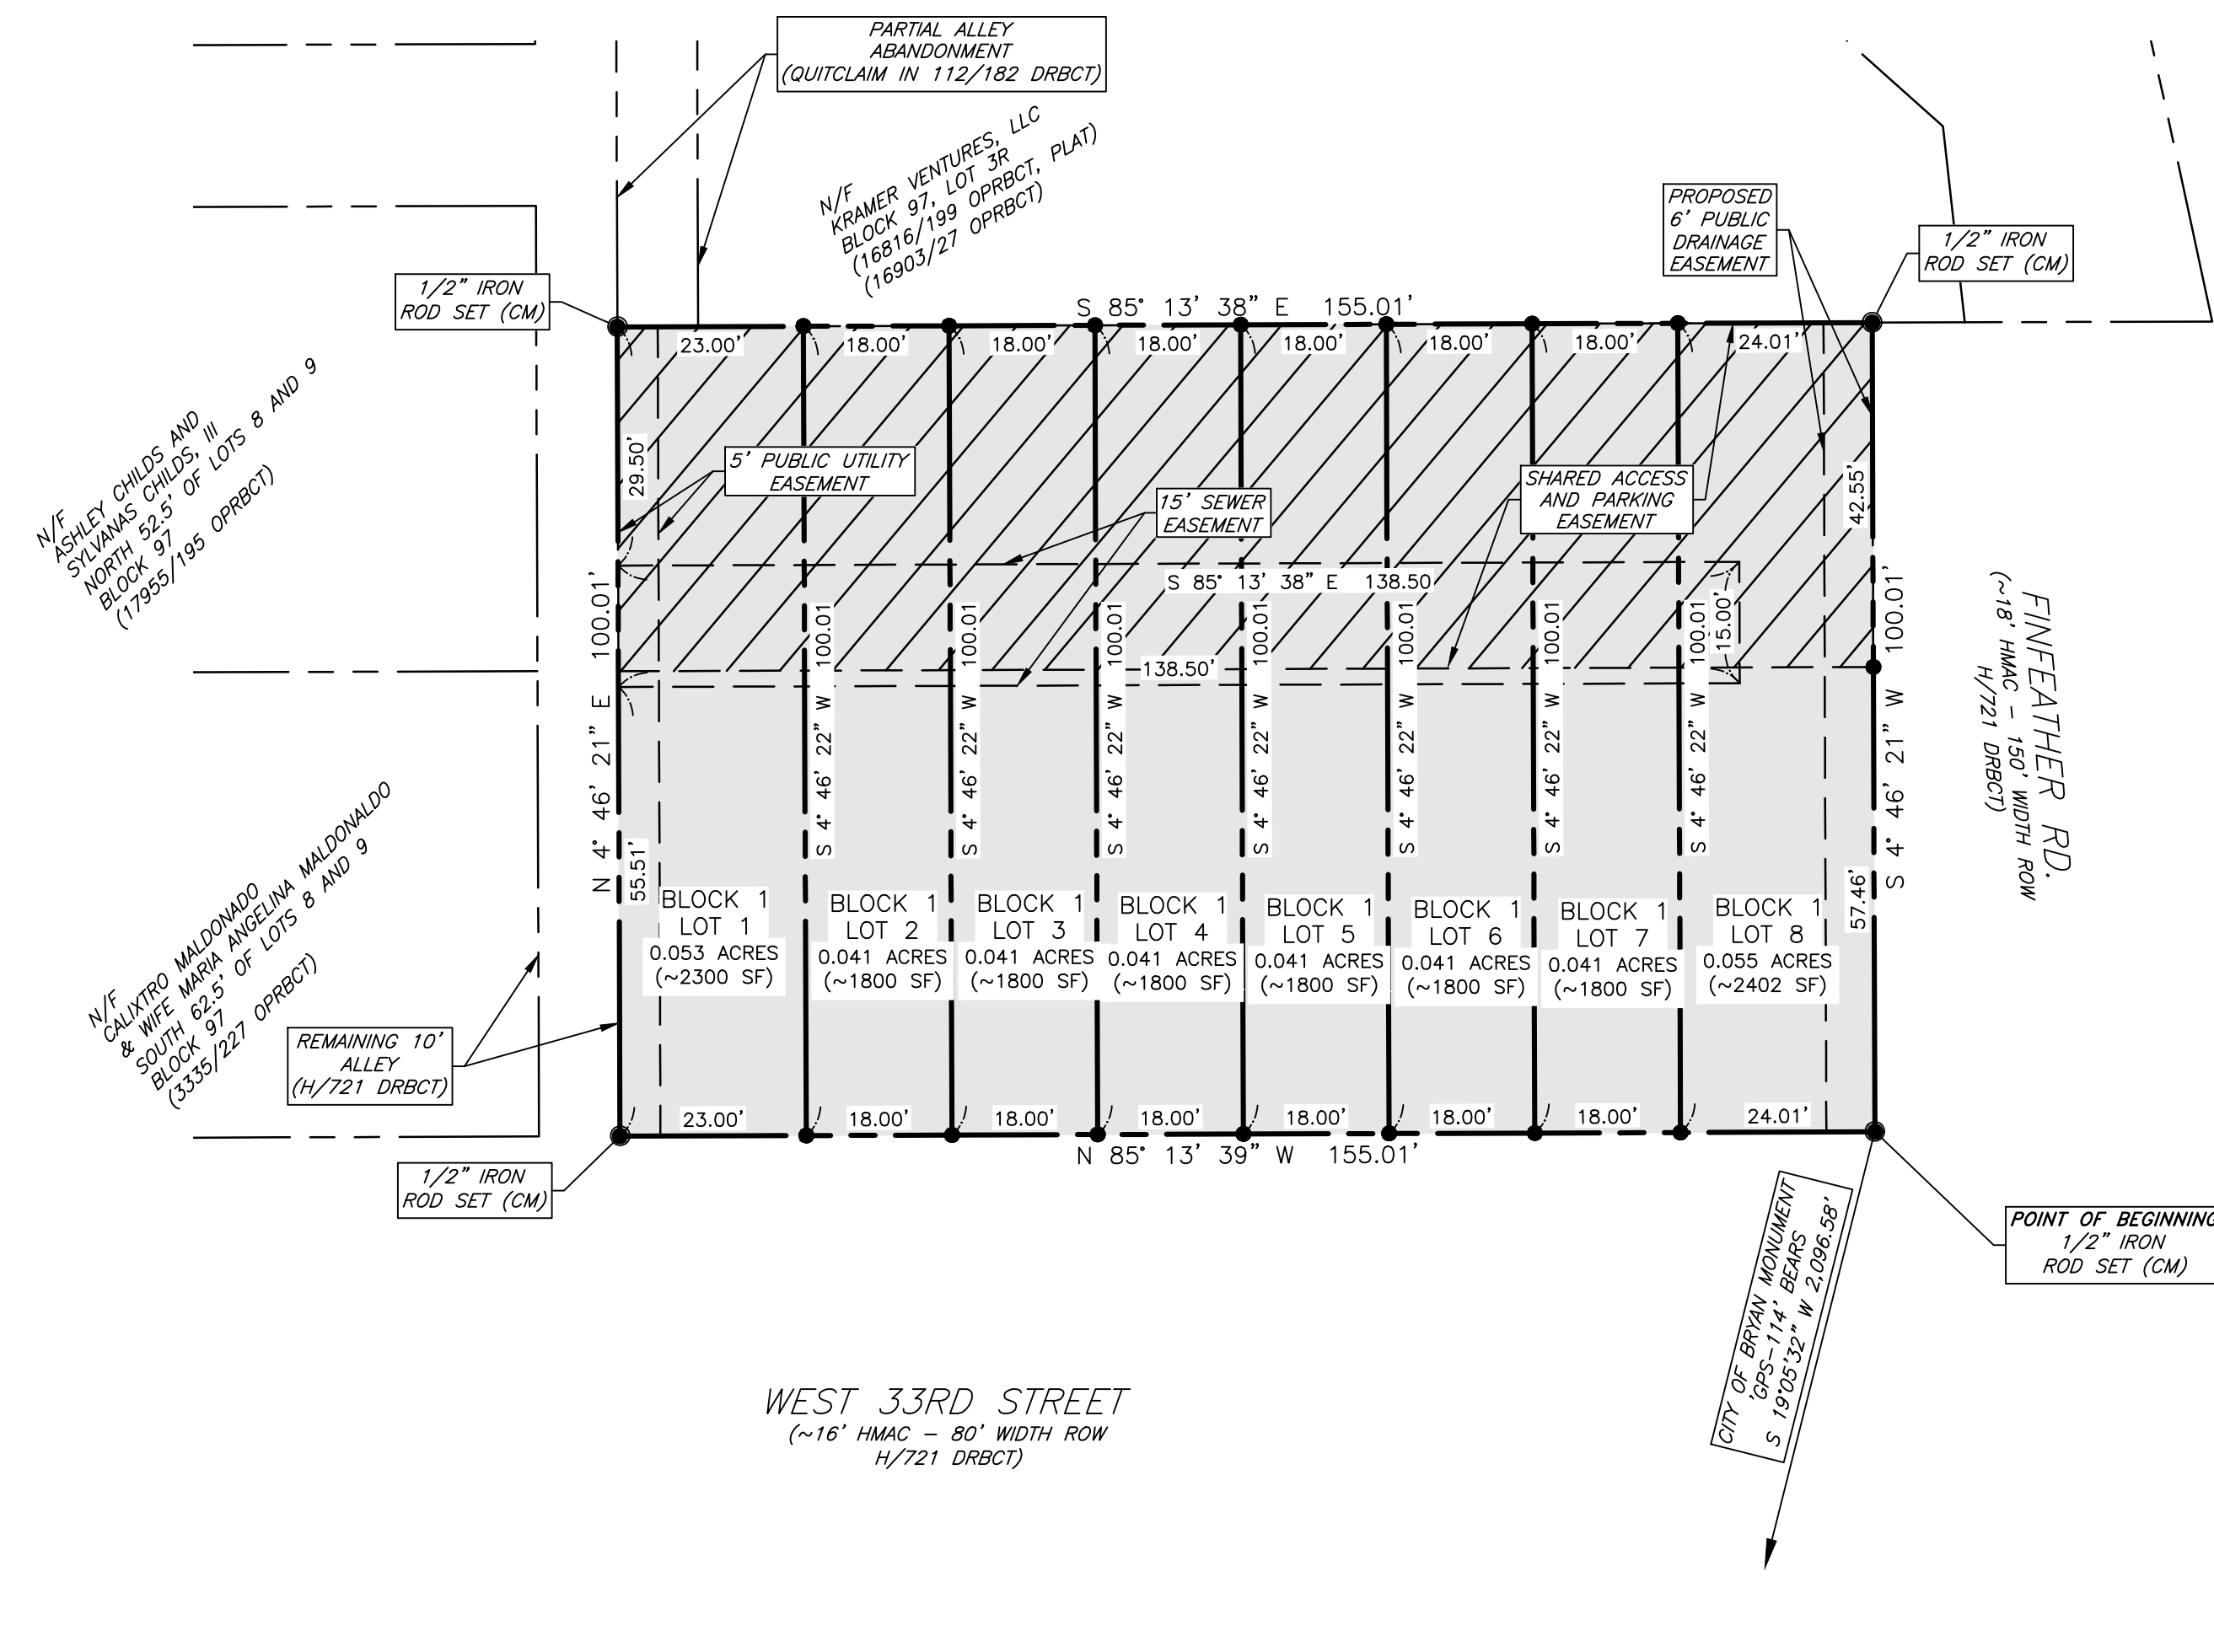 PARTIAL ALLEY
ABANDONMENT
(QUITCLAIM IN 112/182 DRBCT)
N/F
KRAMER VENTURES, LLC
BLOCK 97, LOT 3R
(16816/199 OPRBCT, PLAT)
(16903/27 OPRBCT)
PROPOSED
6' PUBLIC
DRAINAGE
EASEMENT
1/2" IRON
ROD SET (CM)
1/2" IRON
ROD SET (CM)
S 85° 13' 38" E 155.01'
23.00'
18.00'
18.00'
18.00'
18.00'
18.00'
18.00'
24.01'
N/F
ASHLEY CHILDS AND
SYLVANAS CHILDS, III
NORTH 52.5' OF LOTS 8 AND 9
BLOCK 97
(17955/195 OPRBCT)
29.50'
5' PUBLIC UTILITY
EASEMENT
15' SEWER
EASEMENT
SHARED ACCESS
AND PARKING
EASEMENT
42.55'
S 85° 13' 38" E 138.50
15.00'
138.50'
N 4° 46' 21" E 100.01'
S 4° 46' 22" W 100.01
S 4° 46' 22" W 100.01
S 4° 46' 22" W 100.01
S 4° 46' 22" W 100.01
S 4° 46' 22" W 100.01
S 4° 46' 22" W 100.01
S 4° 46' 22" W 100.01
S 4° 46' 21" W 100.01'
FINFEATHER RD.
(~18' HMAC - 150' WIDTH ROW
H/721 DRBCT)
N/F
CALIXTRO MALDONADO
& WIFE MARIA ANGELINA MALDONALDO
SOUTH 62.5' OF LOTS 8 AND 9
BLOCK 97
(3335/227 OPRBCT)
55.51'
57.46'
BLOCK 1
LOT 1
0.053 ACRES
(~2300 SF)
BLOCK 1
LOT 2
0.041 ACRES
(~1800 SF)
BLOCK 1
LOT 3
0.041 ACRES
(~1800 SF)
BLOCK 1
LOT 4
0.041 ACRES
(~1800 SF)
BLOCK 1
LOT 5
0.041 ACRES
(~1800 SF)
BLOCK 1
LOT 6
0.041 ACRES
(~1800 SF)
BLOCK 1
LOT 7
0.041 ACRES
(~1800 SF)
BLOCK 1
LOT 8
0.055 ACRES
(~2402 SF)
REMAINING 10'
ALLEY
(H/721 DRBCT)
23.00'
18.00'
18.00'
18.00'
18.00'
18.00'
18.00'
24.01'
N 85° 13' 39" W 155.01'
1/2" IRON
ROD SET (CM)
POINT OF BEGINNING
1/2" IRON
ROD SET (CM)
CITY OF BRYAN MONUMENT
'GPS-114' BEARS
S 19°05'32" W 2,096.58'
WEST 33RD STREET
(~16' HMAC - 80' WIDTH ROW
H/721 DRBCT)